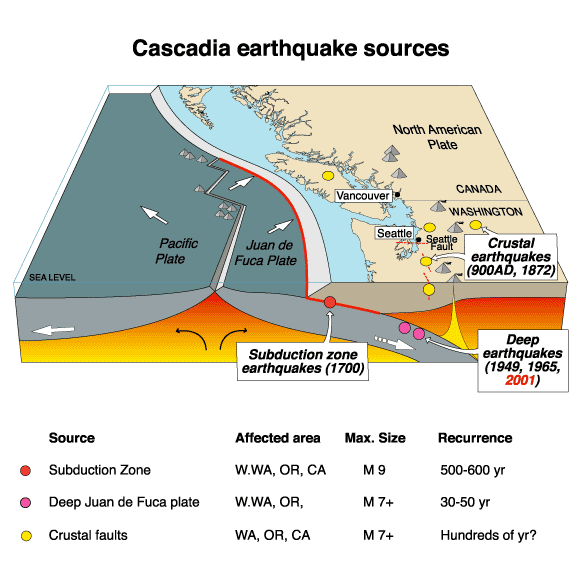 Cascadia earthquake sources
North American
Plate
Vancouver
CANADA
WASHINGTON
Seattle
Seattle
Fault
Crustal
earthquakes
(900AD, 1872)
Pacific
Plate
Juan de
Fuca Plate
SEA LEVEL
Subduction zone
earthquakes (1700)
Deep
earthquakes
(1949, 1965,
2001)
Source Affected area Max. Size Recurrence
Subduction Zone W.WA, OR, CA M 9 500-600 yr
Deep Juan de Fuca plate W.WA, OR, M 7+ 30-50 yr
Crustal faults WA, OR, CA M 7+ Hundreds of yr?